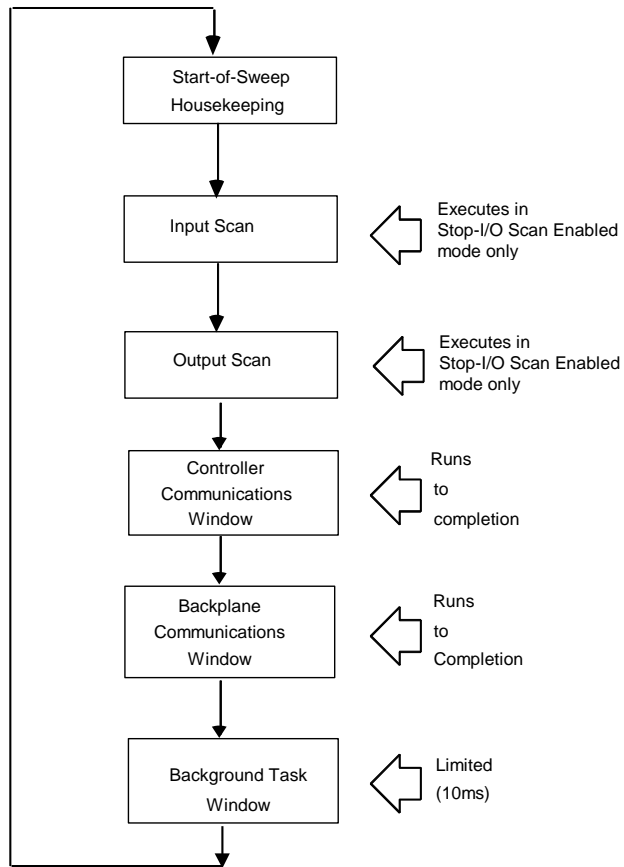 Start-of-Sweep
Housekeeping
Input Scan
Executes in
Stop-I/O Scan Enabled
mode only
Output Scan
Executes in
Stop-I/O Scan Enabled
mode only
Controller
Communications
Window
Runs
to
completion
Backplane
Communications
Window
Runs
to
Completion
Background Task
Window
Limited
(10ms)